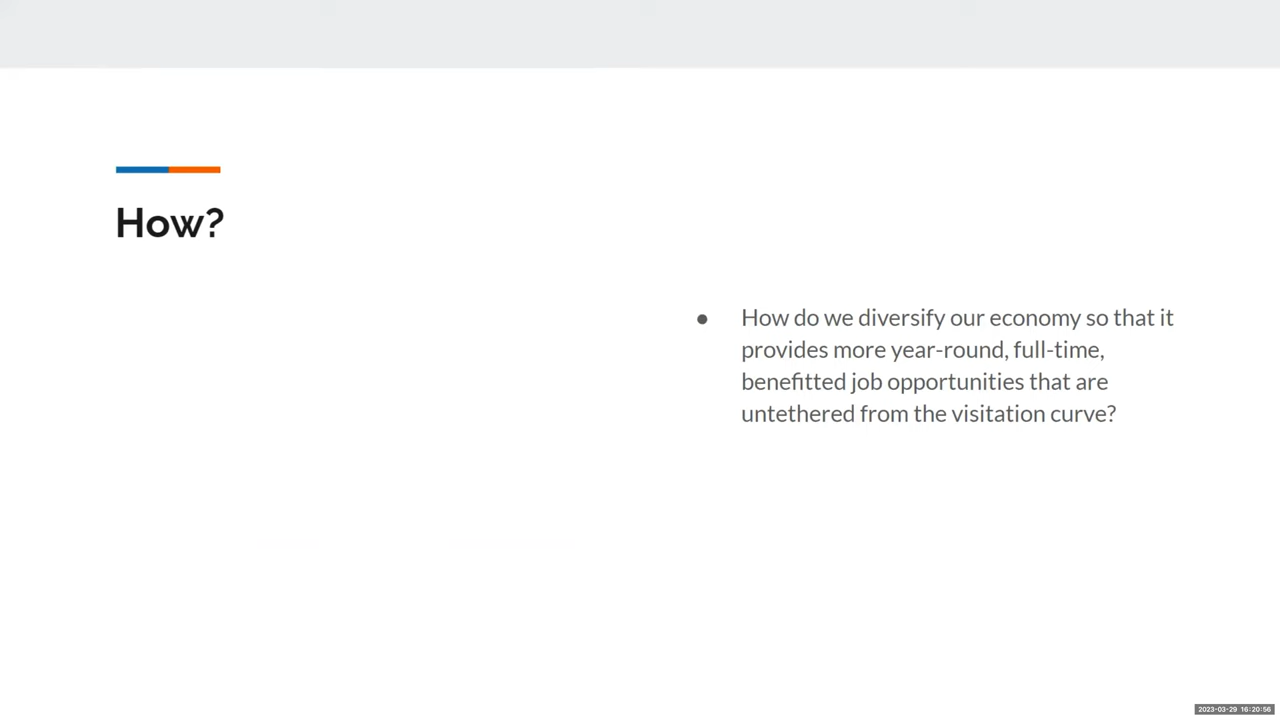 How?
● How do we diversify our economy so that it
provides more year-round, full-time,
benefitted job opportunities that are
untethered from the visitation curve?
2023-03-29 16:20:56